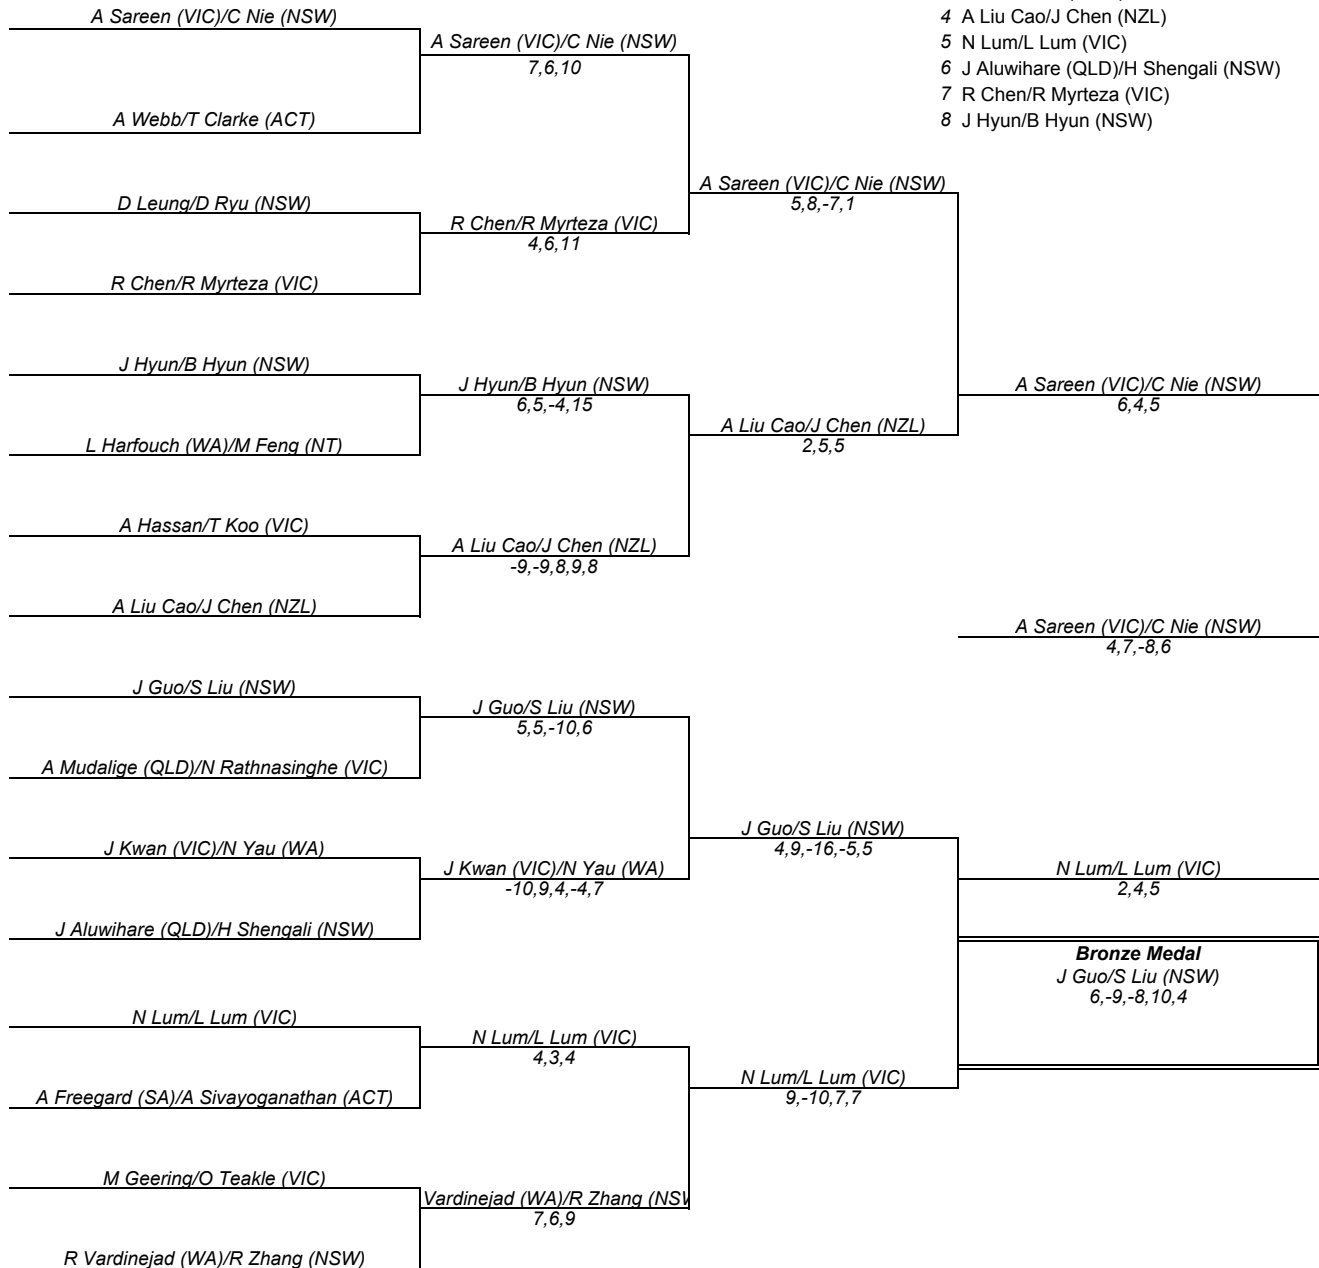 4 A Liu Cao/J Chen (NZL)
5 N Lum/L Lum (VIC)
6 J Aluwihare (QLD)/H Shengali (NSW)
7 R Chen/R Myrteza (VIC)
8 J Hyun/B Hyun (NSW)
A Sareen (VIC)/C Nie (NSW)
A Webb/T Clarke (ACT)
D Leung/D Ryu (NSW)
R Chen/R Myrteza (VIC)
J Hyun/B Hyun (NSW)
L Harfouch (WA)/M Feng (NT)
A Hassan/T Koo (VIC)
A Liu Cao/J Chen (NZL)
J Guo/S Liu (NSW)
A Mudalige (QLD)/N Rathnasinghe (VIC)
J Kwan (VIC)/N Yau (WA)
J Aluwihare (QLD)/H Shengali (NSW)
N Lum/L Lum (VIC)
A Freegard (SA)/A Sivayoganathan (ACT)
M Geering/O Teakle (VIC)
R Vardinejad (WA)/R Zhang (NSW)
A Sareen (VIC)/C Nie (NSW)
7,6,10
R Chen/R Myrteza (VIC)
4,6,11
J Hyun/B Hyun (NSW)
6,5,-4,15
A Liu Cao/J Chen (NZL)
-9,-9,8,9,8
J Guo/S Liu (NSW)
5,5,-10,6
J Kwan (VIC)/N Yau (WA)
-10,9,4,-4,7
N Lum/L Lum (VIC)
4,3,4
Vardinejad (WA)/R Zhang (NSW
7,6,9
A Sareen (VIC)/C Nie (NSW)
5,8,-7,1
A Liu Cao/J Chen (NZL)
2,5,5
J Guo/S Liu (NSW)
4,9,-16,-5,5
N Lum/L Lum (VIC)
9,-10,7,7
A Sareen (VIC)/C Nie (NSW)
6,4,5
A Sareen (VIC)/C Nie (NSW)
4,7,-8,6
N Lum/L Lum (VIC)
2,4,5
Bronze Medal
J Guo/S Liu (NSW)
6,-9,-8,10,4